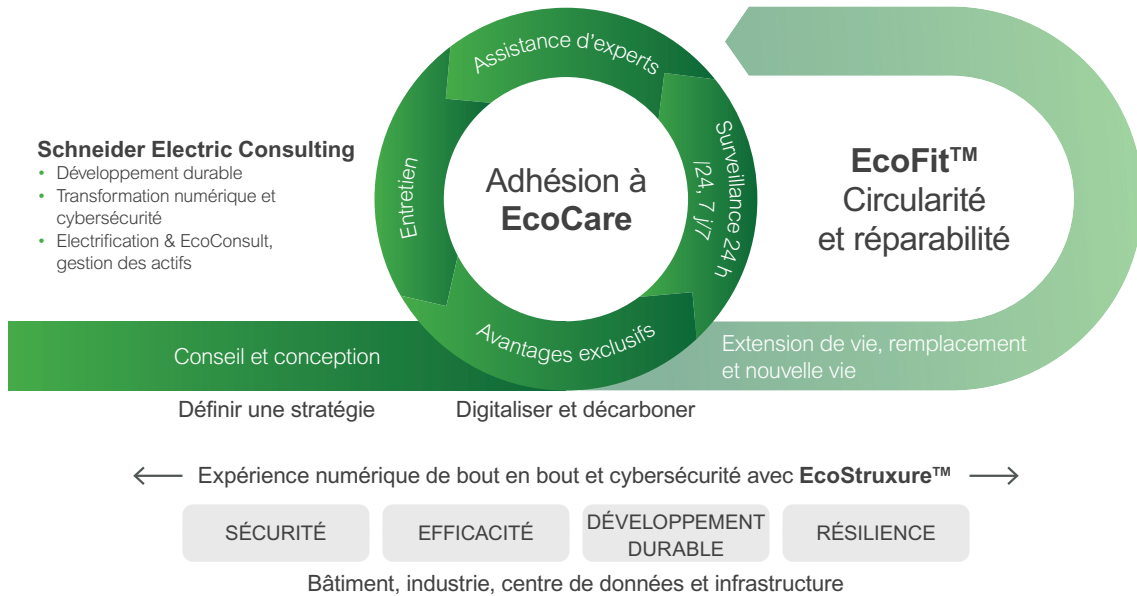 Assistance d'experts
Surveillance 24 h
/24, 7 j/7
Avantages exclusifs
Entretien
Adhésion à
EcoCare
Schneider Electric Consulting
• Développement durable
• Transformation numérique et
cybersécurité
• Electrification & EcoConsult,
gestion des actifs
EcoFit™
Circularité
et réparabilité
Conseil et conception
Extension de vie, remplacement
et nouvelle vie
Définir une stratégie
Digitaliser et décarboner
Expérience numérique de bout en bout et cybersécurité avec EcoStruxure™
SÉCURITÉ
EFFICACITÉ
DÉVELOPPEMENT
DURABLE
RÉSILIENCE
Bâtiment, industrie, centre de données et infrastructure